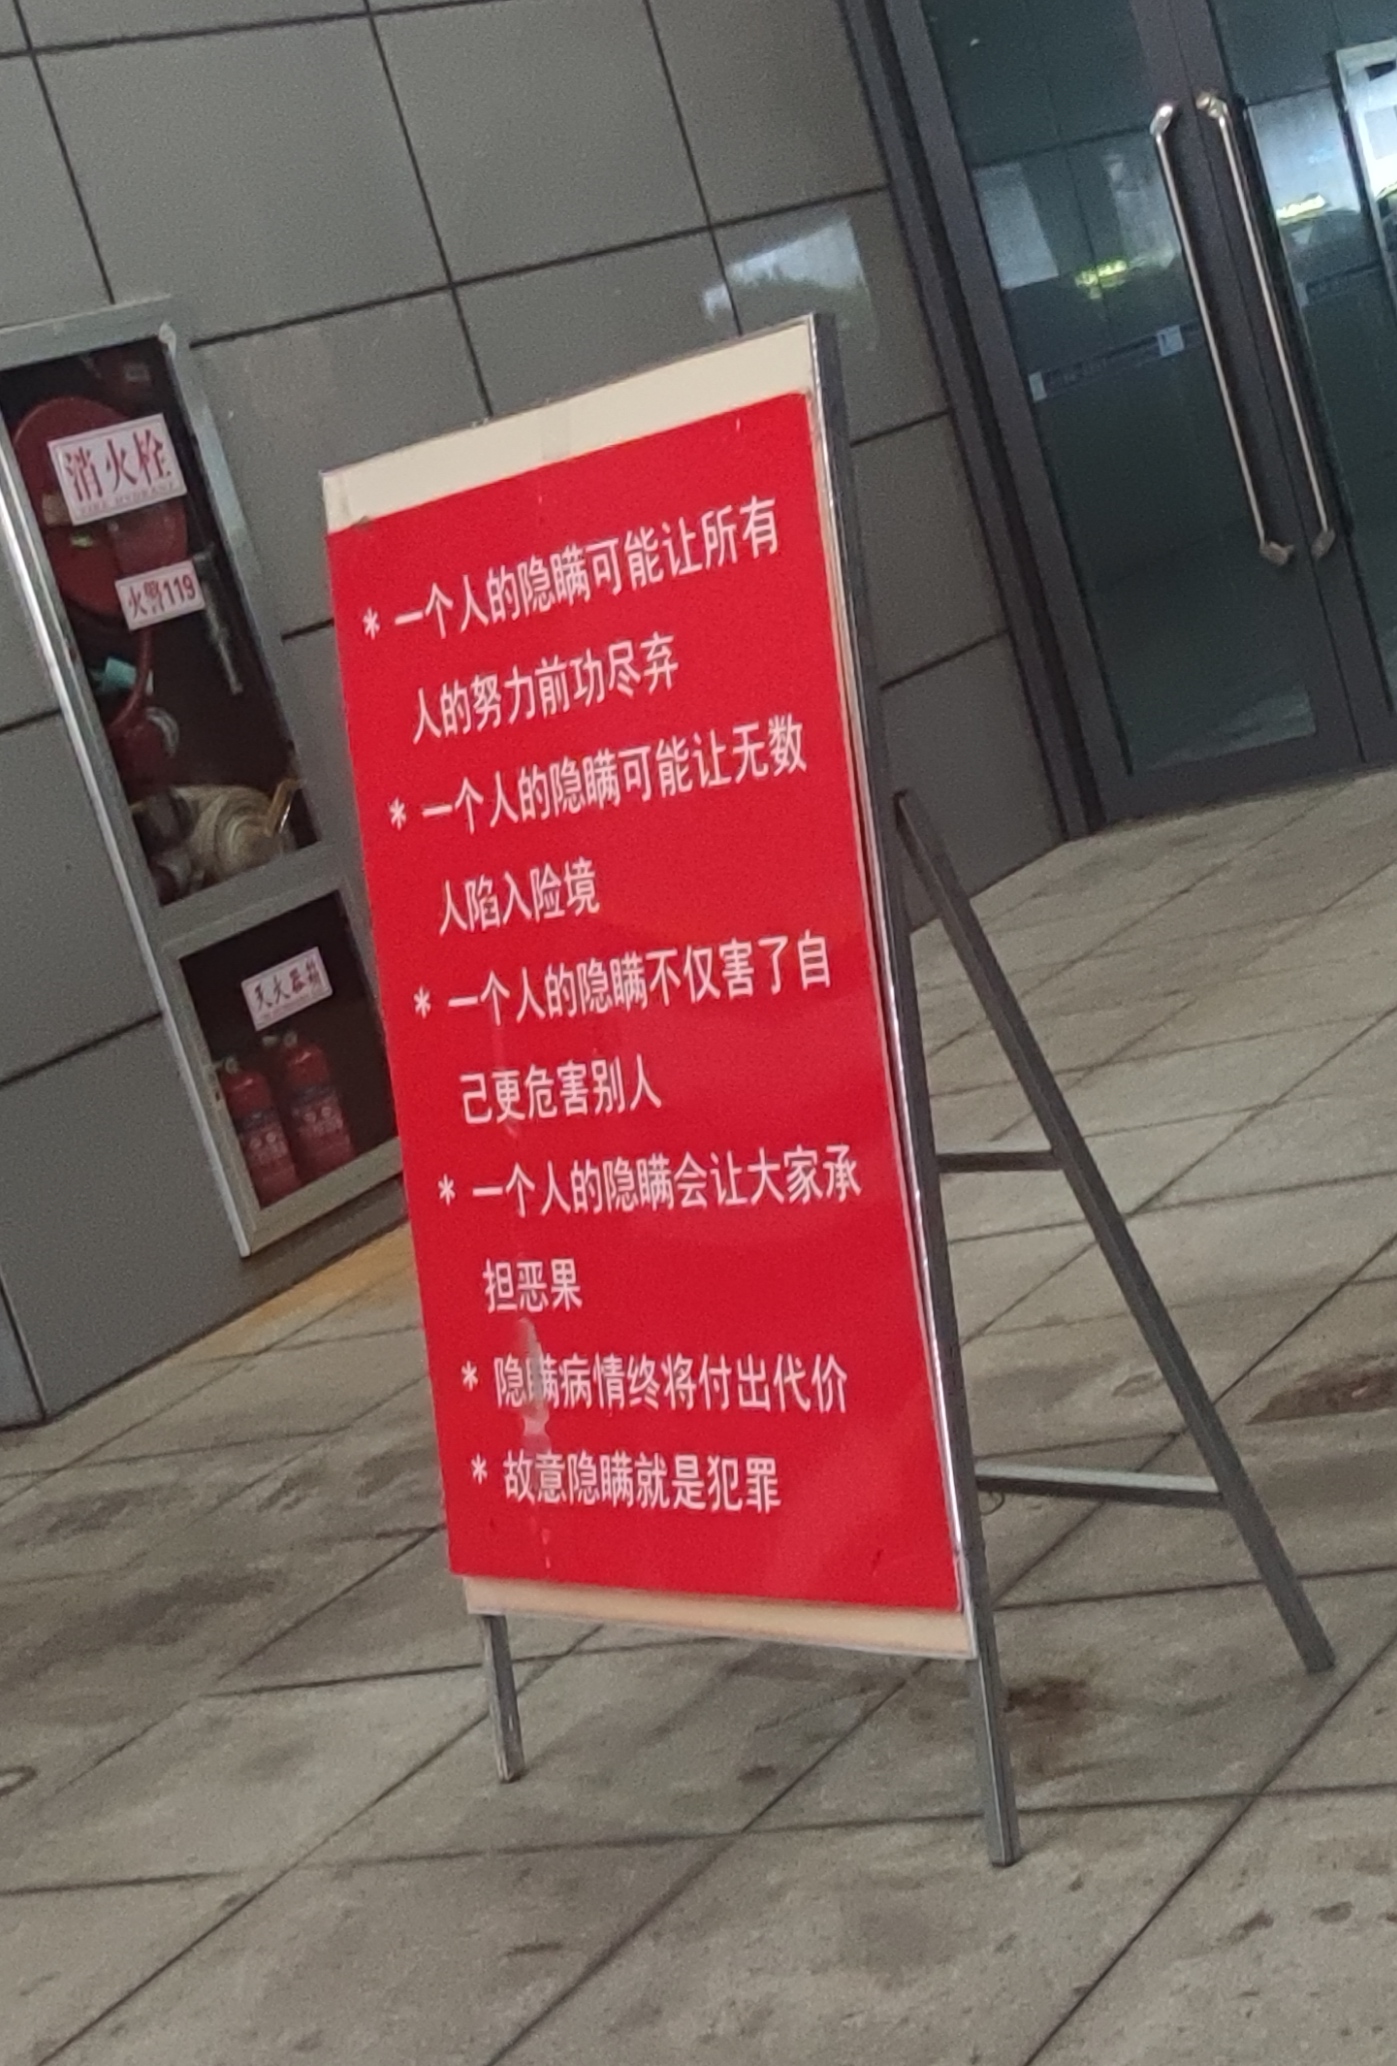 消火栓
FIRE HYDRANT
火警119
灭火器箱
* 一个人的隐瞒可能让所有
人的努力前功尽弃
* 一个人的隐瞒可能让无数
人陷入险境
* 一个人的隐瞒不仅害了自
己更危害别人
* 一个人的隐瞒会让大家承
担恶果
* 隐瞒病情终将付出代价
* 故意隐瞒就是犯罪